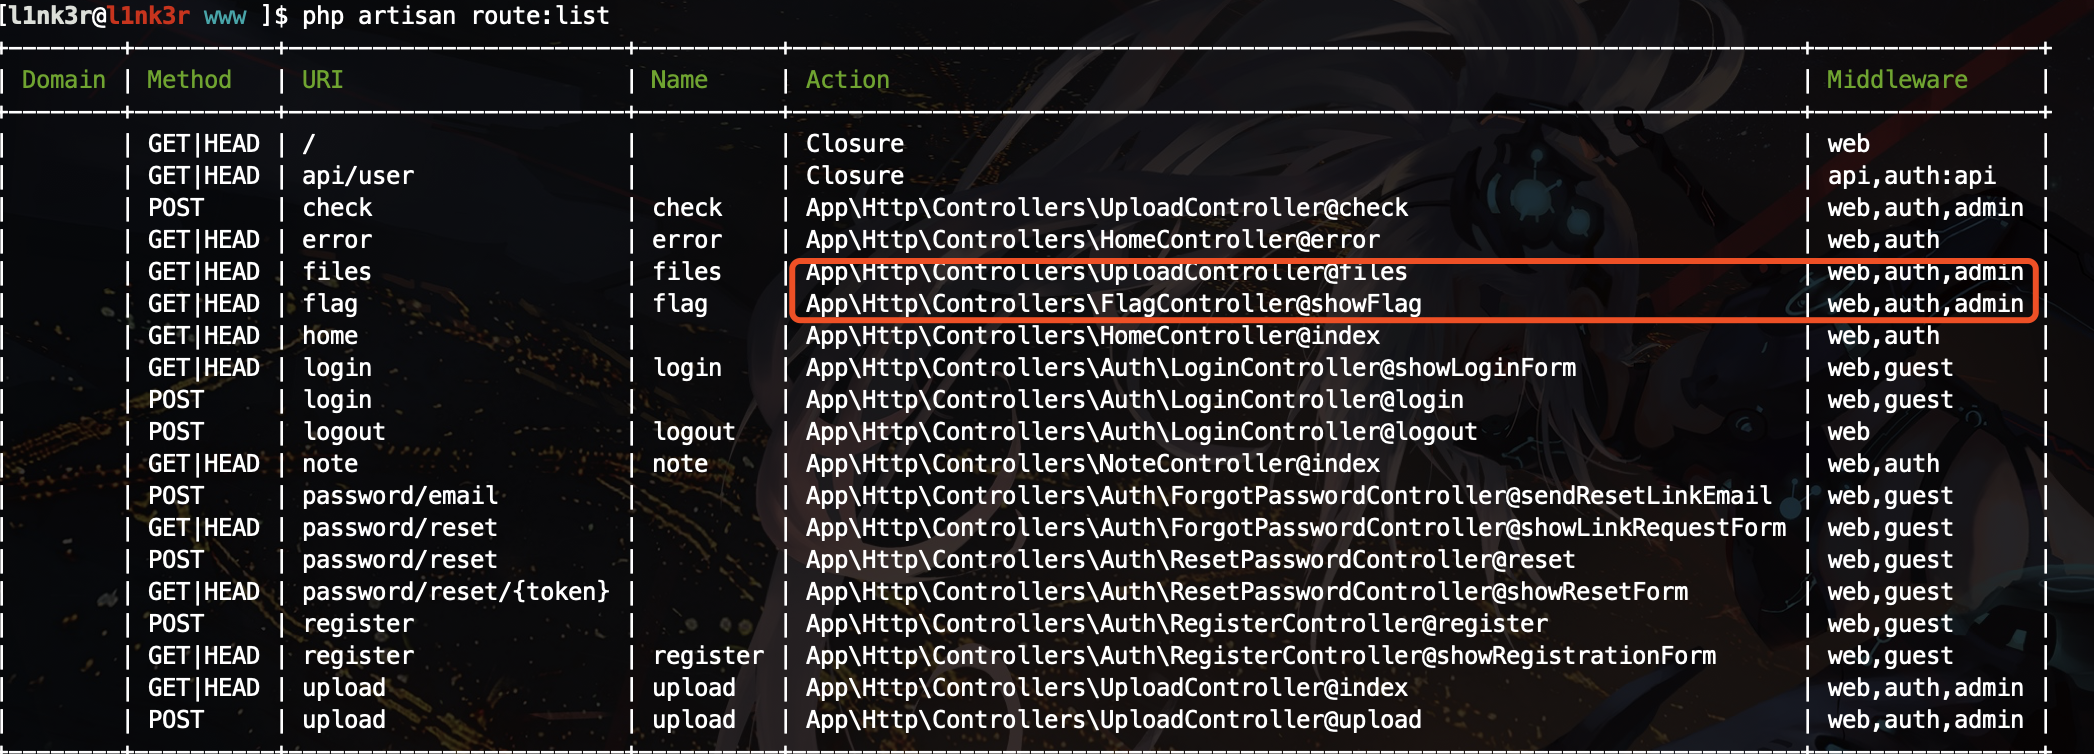 [l1nk3r@l1nk3r www ]$ php artisan route:list
+--------+----------+------------------------+----------+------------------------------------------------------------------------+----------------+
| Domain | Method | URI | Name | Action | Middleware |
+--------+----------+------------------------+----------+------------------------------------------------------------------------+----------------+
| | GET|HEAD | / | | Closure | web |
| | GET|HEAD | api/user | | Closure | api,auth:api |
| | POST | check | check | App\Http\Controllers\UploadController@check | web,auth,admin |
| | GET|HEAD | error | error | App\Http\Controllers\HomeController@error | web,auth |
| | GET|HEAD | files | files | App\Http\Controllers\UploadController@files | web,auth,admin |
| | GET|HEAD | flag | flag | App\Http\Controllers\FlagController@showFlag | web,auth,admin |
| | GET|HEAD | home | | App\Http\Controllers\HomeController@index | web,auth |
| | GET|HEAD | login | login | App\Http\Controllers\Auth\LoginController@showLoginForm | web,guest |
| | POST | login | | App\Http\Controllers\Auth\LoginController@login | web,guest |
| | POST | logout | logout | App\Http\Controllers\Auth\LoginController@logout | web |
| | GET|HEAD | note | note | App\Http\Controllers\NoteController@index | web,auth |
| | POST | password/email | | App\Http\Controllers\Auth\ForgotPasswordController@sendResetLinkEmail | web,guest |
| | GET|HEAD | password/reset | | App\Http\Controllers\Auth\ForgotPasswordController@showLinkRequestForm | web,guest |
| | POST | password/reset | | App\Http\Controllers\Auth\ResetPasswordController@reset | web,guest |
| | GET|HEAD | password/reset/{token} | | App\Http\Controllers\Auth\ResetPasswordController@showResetForm | web,guest |
| | POST | register | | App\Http\Controllers\Auth\RegisterController@register | web,guest |
| | GET|HEAD | register | register | App\Http\Controllers\Auth\RegisterController@showRegistrationForm | web,guest |
| | GET|HEAD | upload | upload | App\Http\Controllers\UploadController@index | web,auth,admin |
| | POST | upload | upload | App\Http\Controllers\UploadController@upload | web,auth,admin |
+--------+----------+------------------------+----------+------------------------------------------------------------------------+----------------+